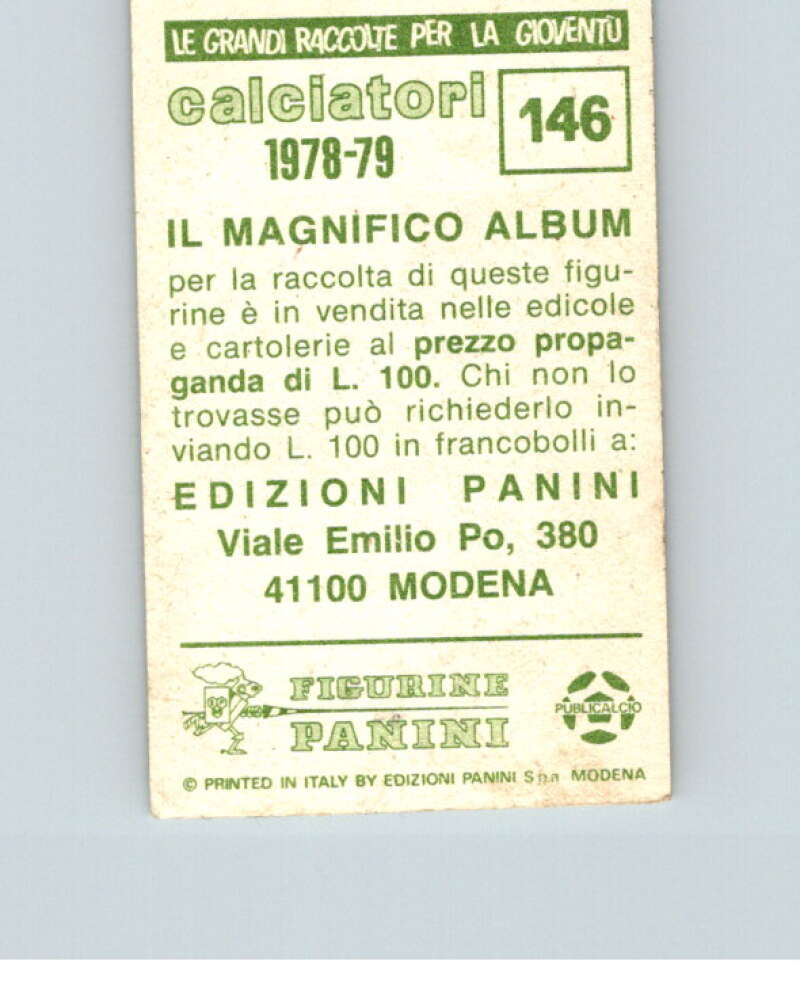 LE GRANDI RACCOLTE PER LA GIOVENTÙ
calciatori
1978-79
146
IL MAGNIFICO ALBUM
per la raccolta di queste figu-
rine è in vendita nelle edicole
e cartolerie al prezzo propa-
ganda di L. 100. Chi non lo
trovasse può richiederlo in-
viando L. 100 in francobolli a:
EDIZIONI PANINI
Viale Emilio Po, 380
41100 MODENA
FIGURINE
PANINI
PUBLICALCIO
© PRINTED IN ITALY BY EDIZIONI PANINI S.p.A MODENA